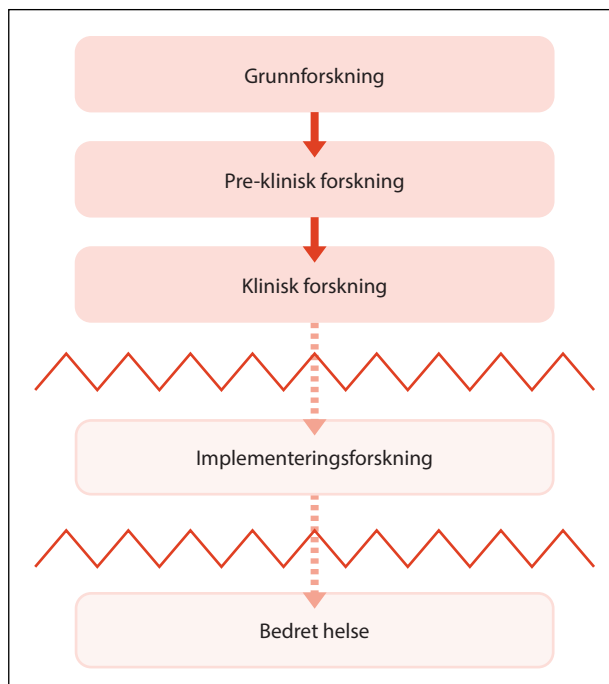 Grunnforskning
Pre-klinisk forskning
Klinisk forskning
Implementeringsforskning
Bedret helse